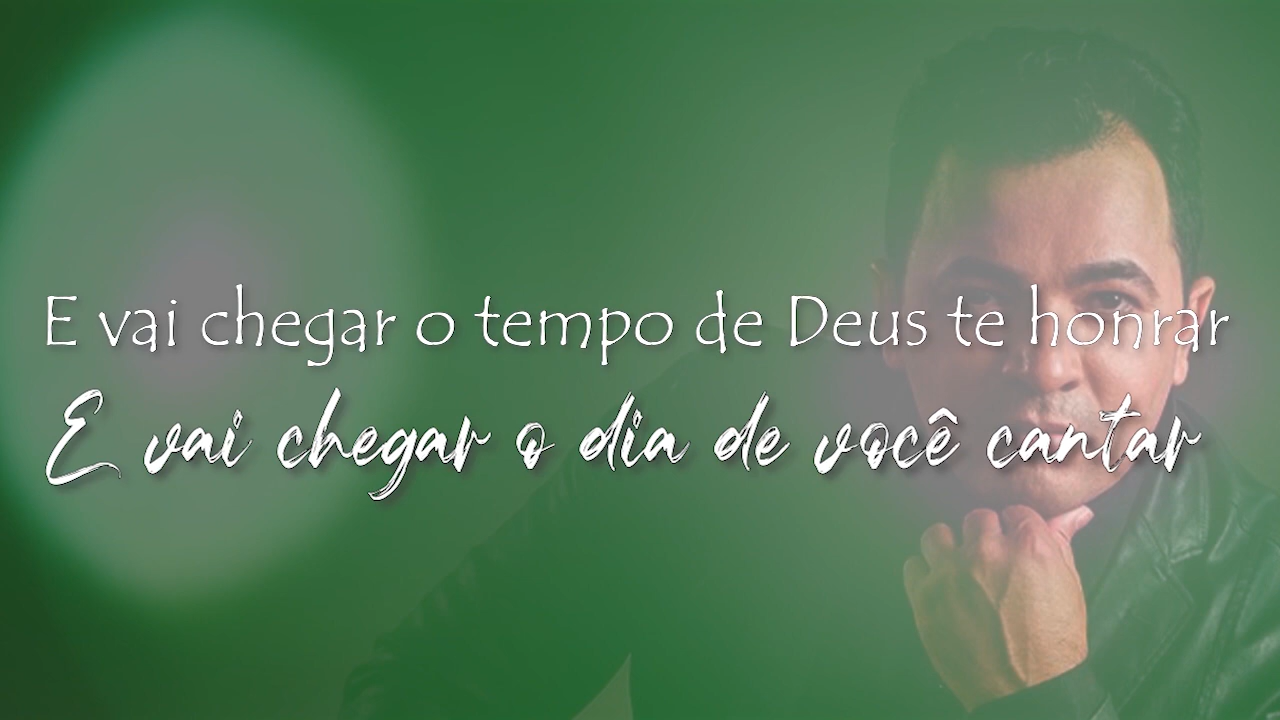 E vai chegar o tempo de Deus te honrar
E vai chegar o dia de você cantar